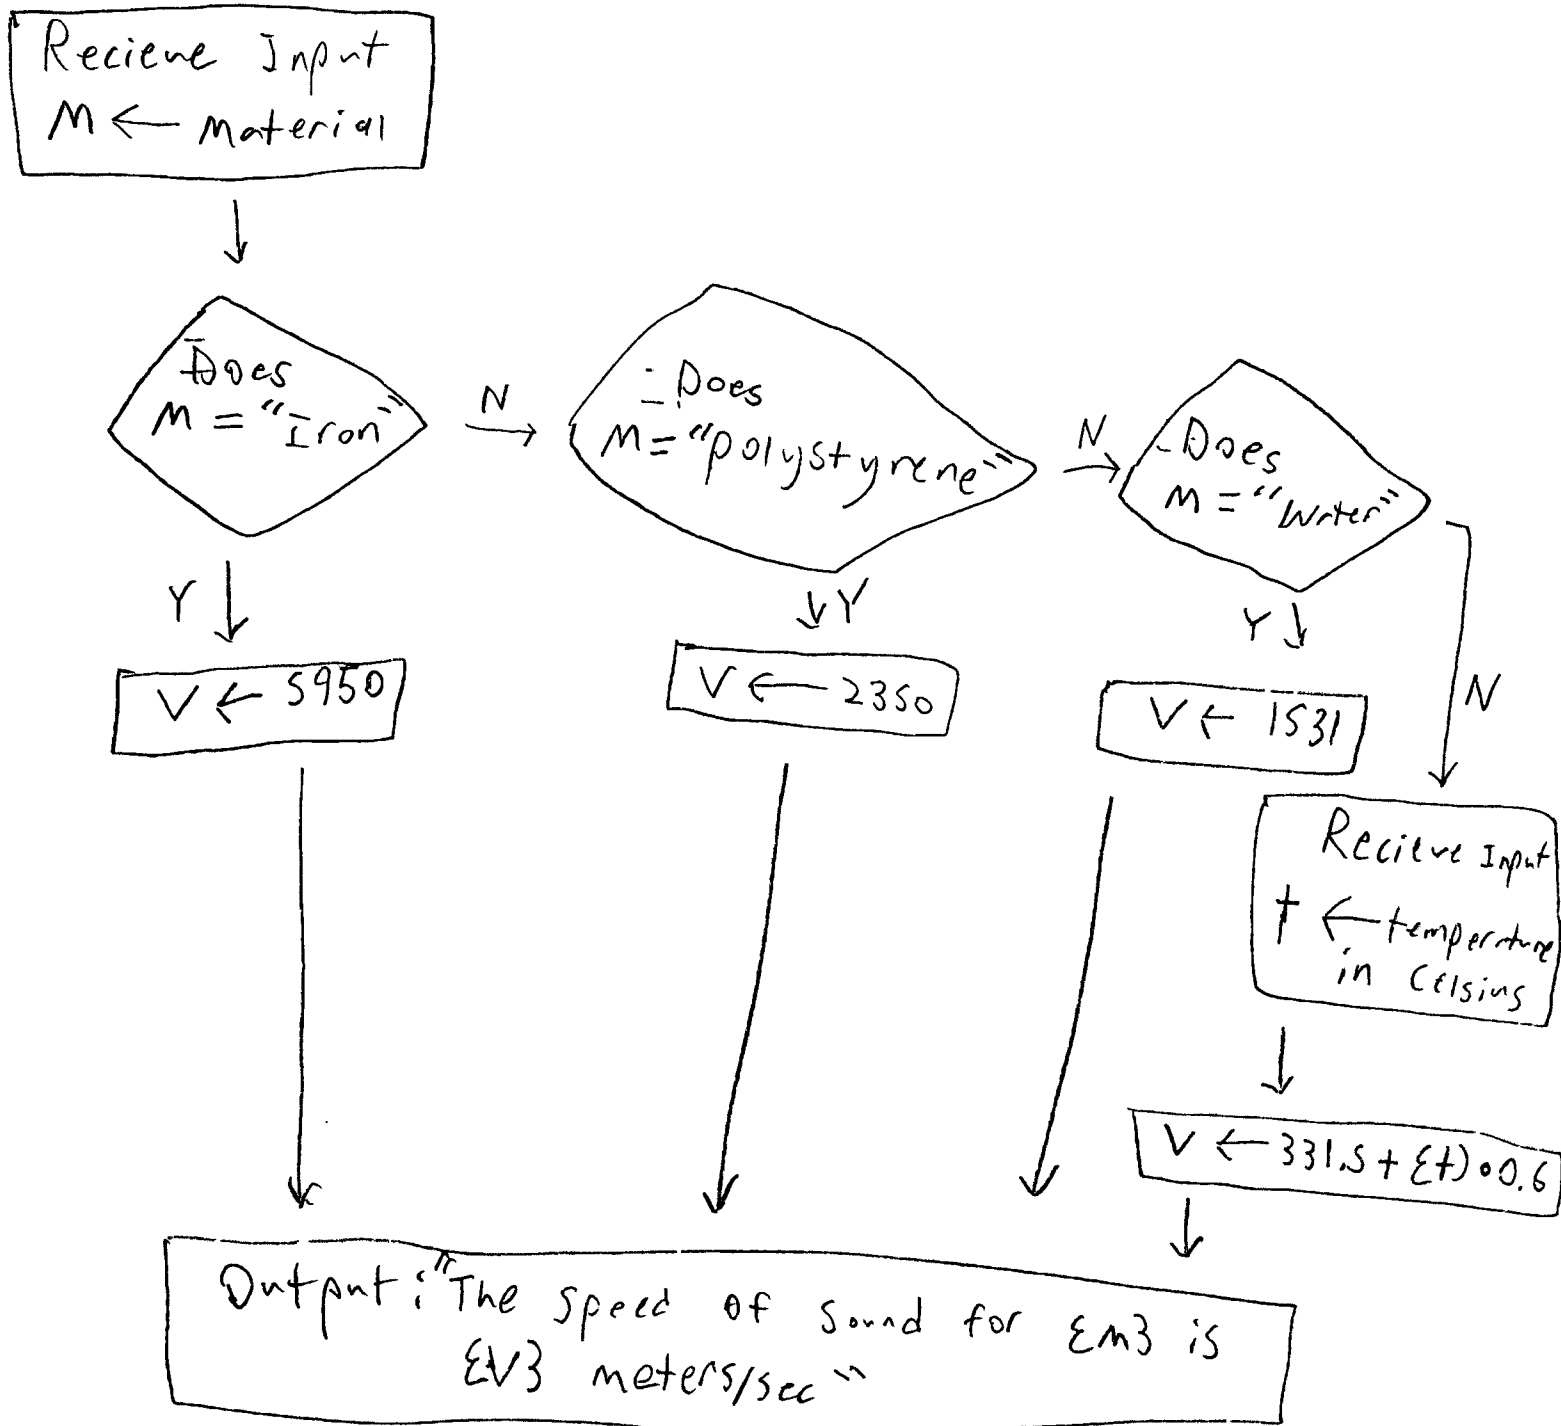 Recieve Input
M ← Material
Does
M = "Iron"
N
Does
M = "polystyrene"
N
Does
M = "Water"
Y
Y
Y
N
V ← 5950
V ← 2350
V ← 1531
Recieve Input
t ← temperature
in Celsius
V ← 331.5 + {t) • 0.6
Output: "The speed of sound for {m} is
{V} meters/sec"